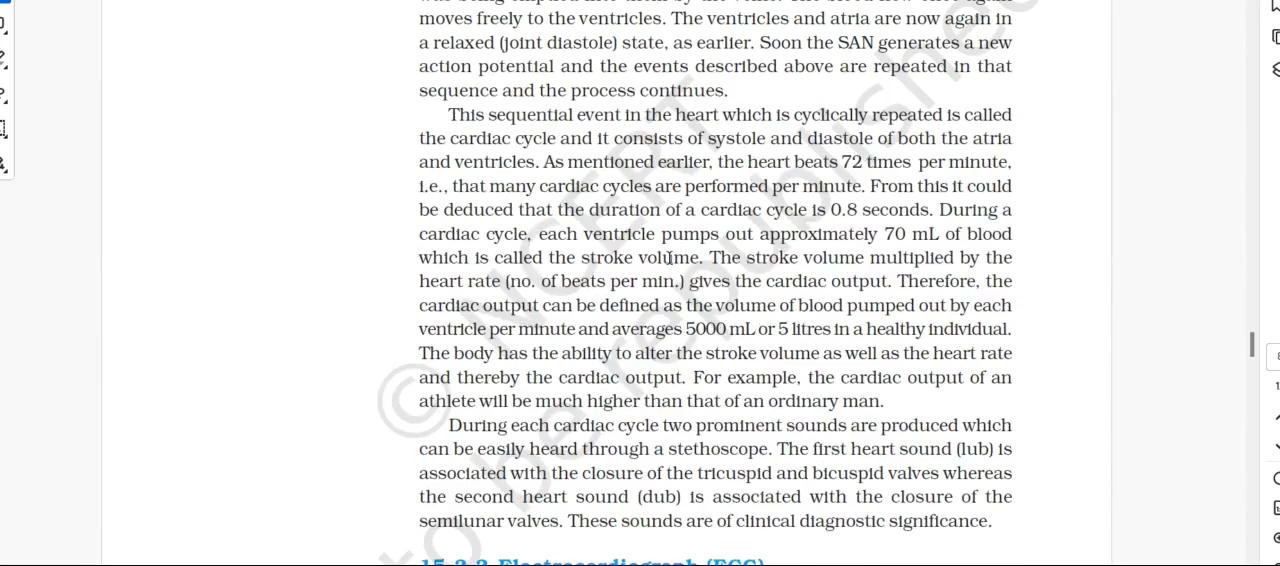 moves freely to the ventricles. The ventricles and atria are now again in
a relaxed (joint diastole) state, as earlier. Soon the SAN generates a new
action potential and the events described above are repeated in that
sequence and the process continues.
This sequential event in the heart which is cyclically repeated is called
the cardiac cycle and it consists of systole and diastole of both the atria
and ventricles. As mentioned earlier, the heart beats 72 times per minute,
i.e., that many cardiac cycles are performed per minute. From this it could
be deduced that the duration of a cardiac cycle is 0.8 seconds. During a
cardiac cycle, each ventricle pumps out approximately 70 mL of blood
which is called the stroke volume. The stroke volume multiplied by the
heart rate (no. of beats per min.) gives the cardiac output. Therefore, the
cardiac output can be defined as the volume of blood pumped out by each
ventricle per minute and averages 5000 mL or 5 litres in a healthy individual.
The body has the ability to alter the stroke volume as well as the heart rate
and thereby the cardiac output. For example, the cardiac output of an
athlete will be much higher than that of an ordinary man.
During each cardiac cycle two prominent sounds are produced which
can be easily heard through a stethoscope. The first heart sound (lub) is
associated with the closure of the tricuspid and bicuspid valves whereas
the second heart sound (dub) is associated with the closure of the
semilunar valves. These sounds are of clinical diagnostic significance.
© NCERT
to be republished